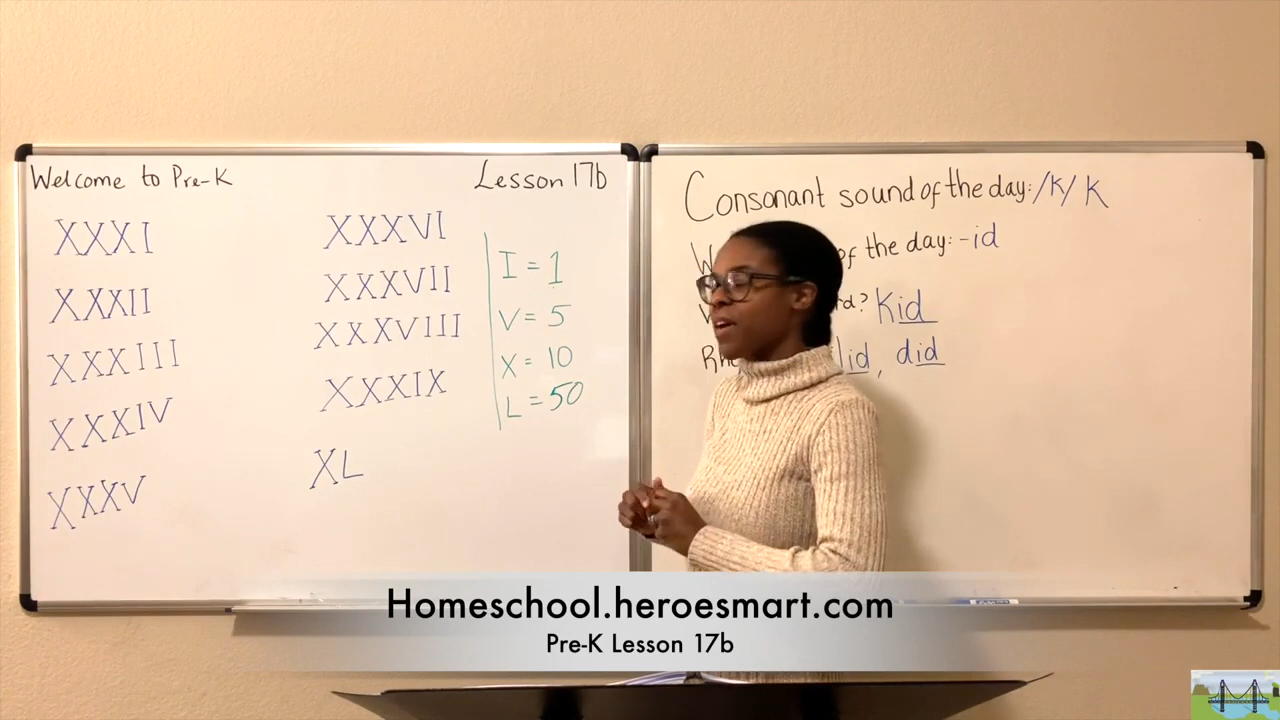 Welcome to Pre-K
Lesson 17b
XXXI
XXXII
XXXIII
XXXIV
XXXV
XXXVI
XXXVII
XXXVIII
XXXIX
XL
I = 1
V = 5
X = 10
L = 50
Consonant sound of the day: /k/ K
of the day: -id
kid
lid, did
Homeschool.heroesmart.com
Pre-K Lesson 17b